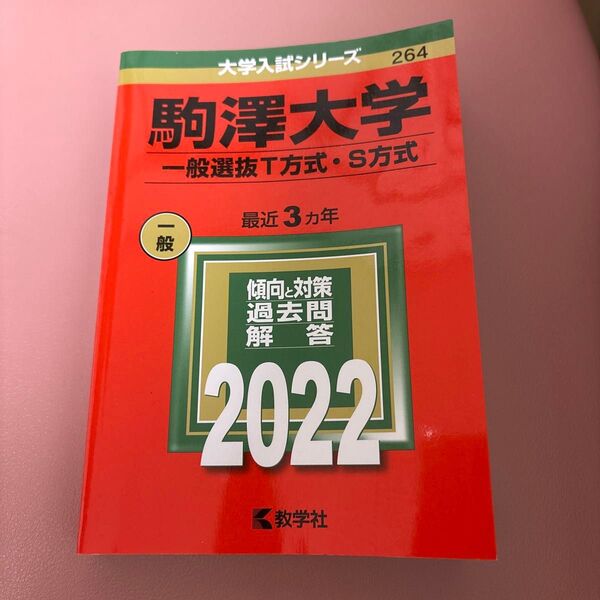 大学入試シリーズ
264
駒澤大学
一般選抜T方式・S方式
最近3ヵ年
一般
傾向と対策
過去問
解答
2022
教学社